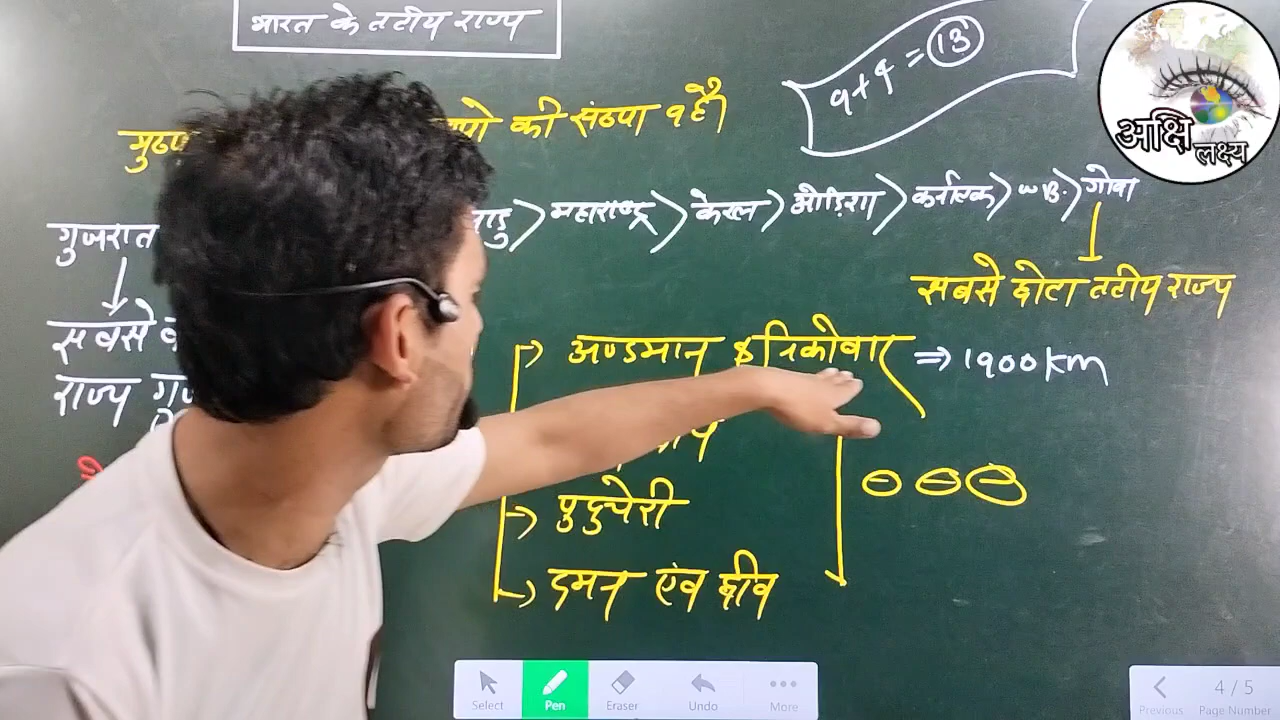 भारत के तटीय राज्य
9+4=13
अक्षि
लक्ष्य
की संख्या 9 है।
गुजरात
महाराष्ट्र > केरल > ओड़िशा > कर्नाटक > W.B. > गोवा
सबसे छोटा तटीय राज्य
सबसे
राज्य
→ अण्डमान & निकोबार ⇒ 1900 km
→ पुदुचेरी
→ दमन एंव द्वीव
Select
Pen
Eraser
Undo
More
4 / 5
Previous
Page Number